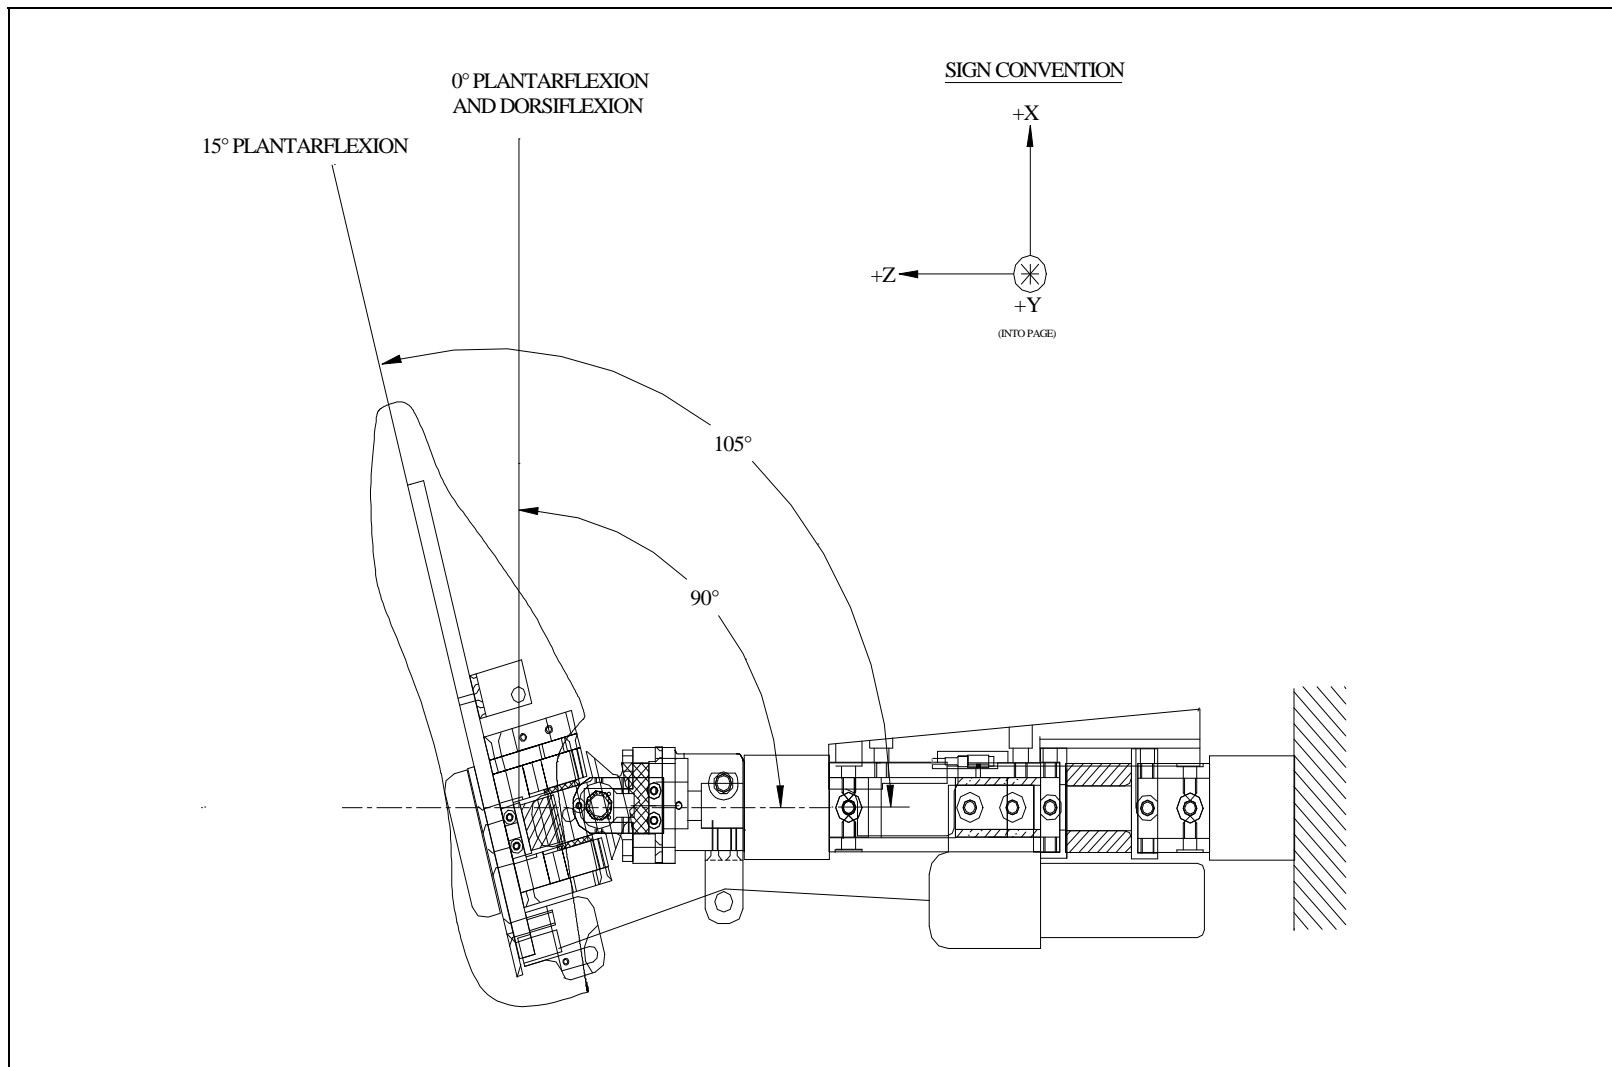 0° PLANTARFLEXION
AND DORSIFLEXION
15° PLANTARFLEXION
SIGN CONVENTION
+X
+Z
+Y
(INTO PAGE)
105°
90°